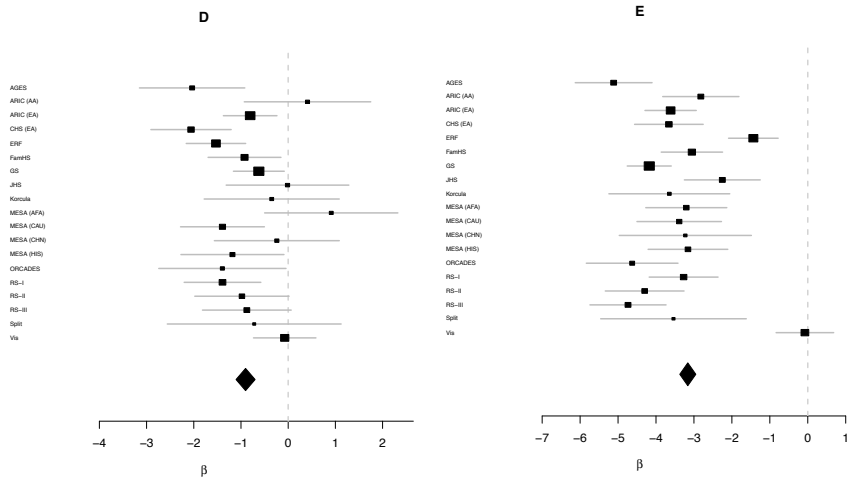 D
AGES
ARIC (AA)
ARIC (EA)
CHS (EA)
ERF
FamHS
GS
JHS
Korcula
MESA (AFA)
MESA (CAU)
MESA (CHN)
MESA (HIS)
ORCADES
RS−I
RS−II
RS−III
Split
Vis
−4 −3 −2 −1 0 1 2
β
E
AGES
ARIC (AA)
ARIC (EA)
CHS (EA)
ERF
FamHS
GS
JHS
Korcula
MESA (AFA)
MESA (CAU)
MESA (CHN)
MESA (HIS)
ORCADES
RS−I
RS−II
RS−III
Split
Vis
−7 −6 −5 −4 −3 −2 −1 0 1
β